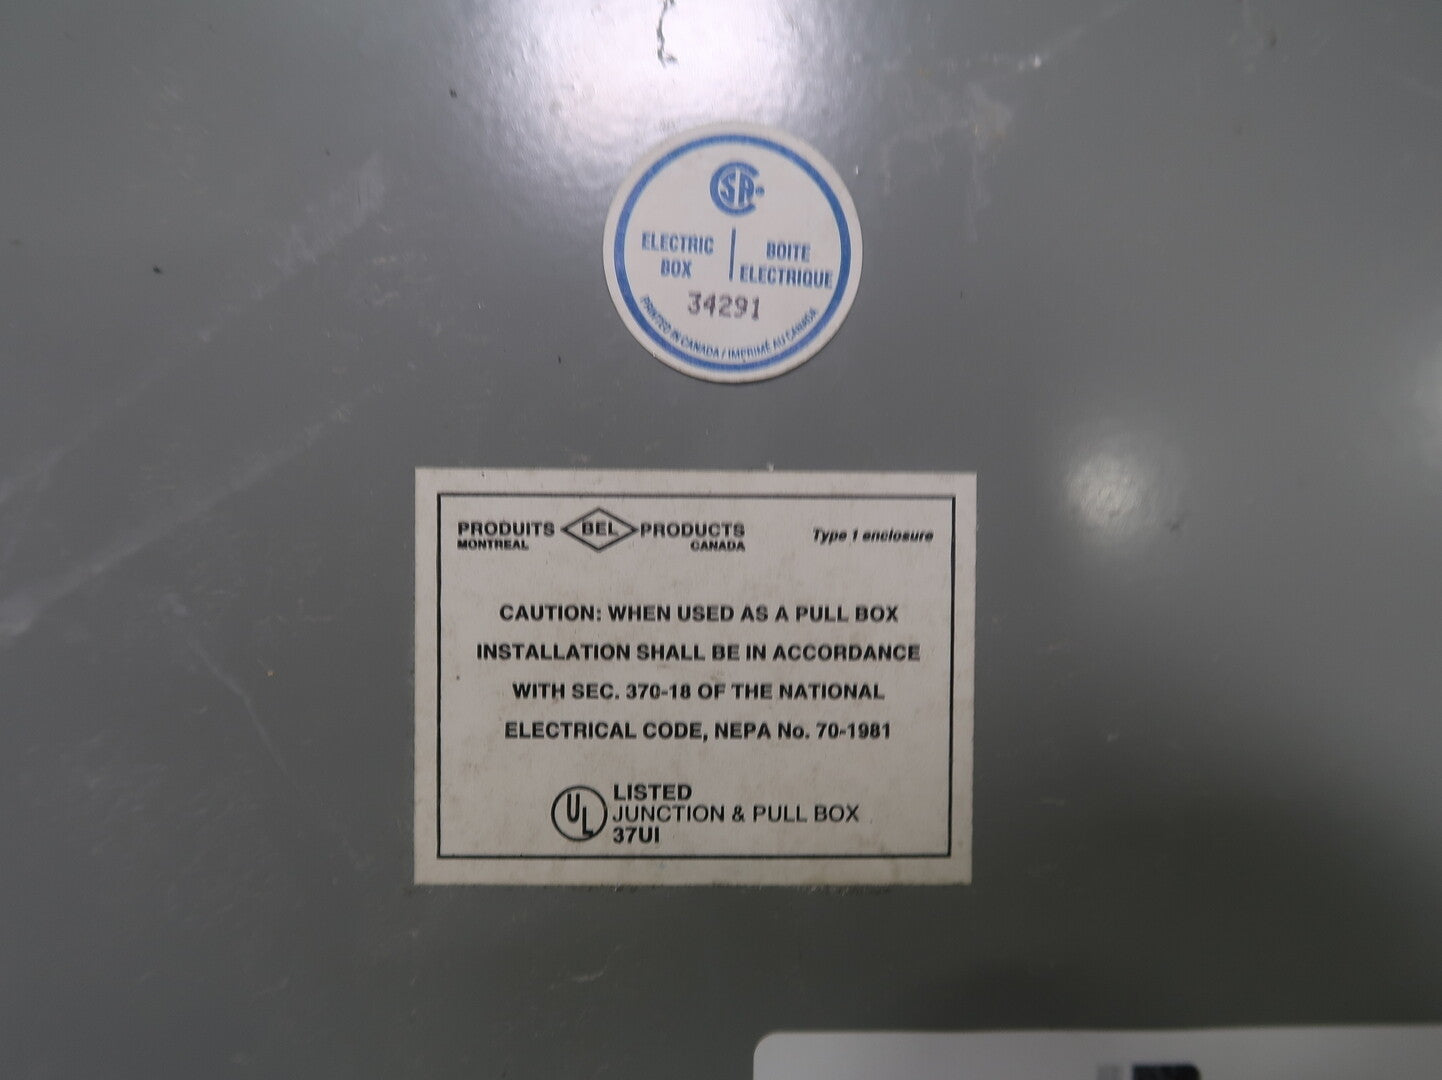 CSA®
ELECTRIC BOX | BOITE ELECTRIQUE
34291
PRINTED IN CANADA / IMPRIMÉ AU CANADA
PRODUITS BEL PRODUCTS
MONTREAL CANADA
Type 1 enclosure
CAUTION: WHEN USED AS A PULL BOX
INSTALLATION SHALL BE IN ACCORDANCE
WITH SEC. 370-18 OF THE NATIONAL
ELECTRICAL CODE, NEPA No. 70-1981
UL LISTED
JUNCTION & PULL BOX
37UI